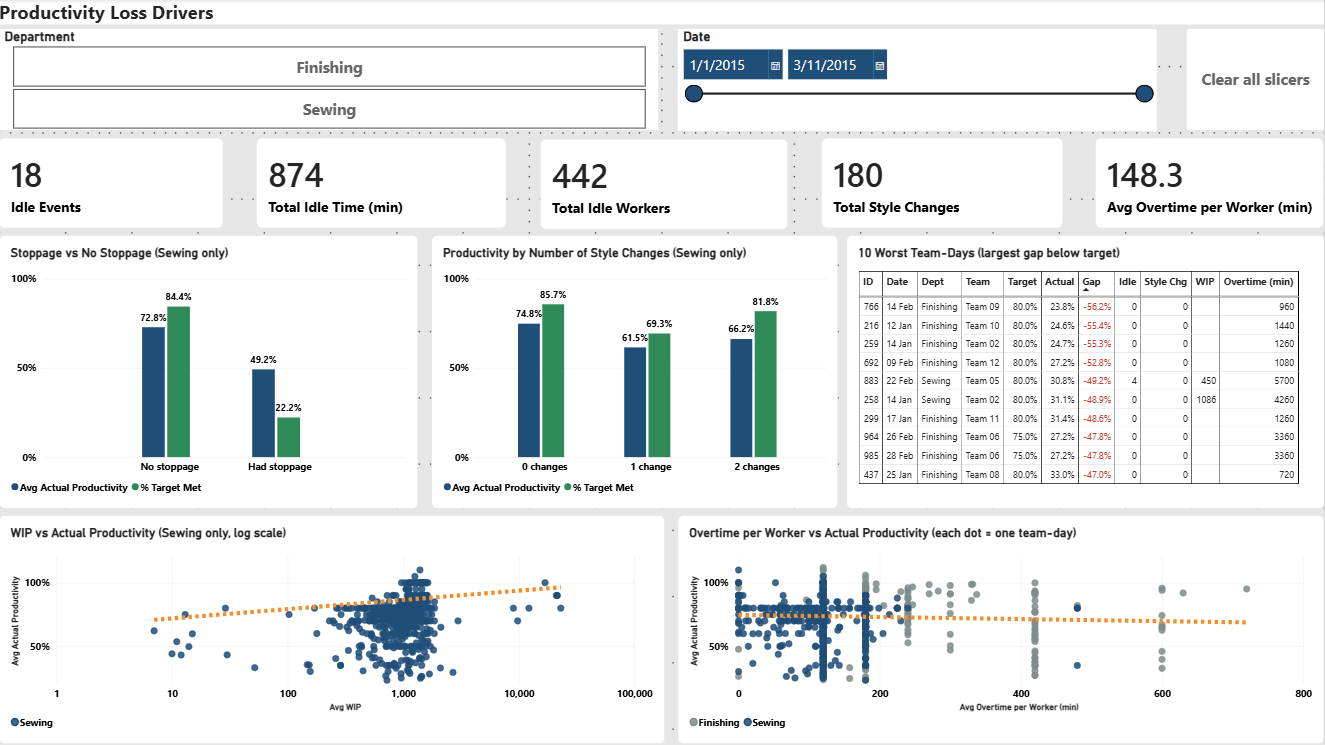 Productivity Loss Drivers
Department
Finishing
Sewing
Date
1/1/2015 3/11/2015
Clear all slicers
18
Idle Events
874
Total Idle Time (min)
442
Total Idle Workers
180
Total Style Changes
148.3
Avg Overtime per Worker (min)
Stoppage vs No Stoppage (Sewing only)
100%
50%
0%
72.8%
84.4%
49.2%
22.2%
No stoppage
Had stoppage
Avg Actual Productivity % Target Met
Productivity by Number of Style Changes (Sewing only)
100%
50%
0%
74.8%
85.7%
61.5%
69.3%
66.2%
81.8%
0 changes
1 change
2 changes
Avg Actual Productivity % Target Met
10 Worst Team-Days (largest gap below target)
ID Date Dept Team Target Actual Gap Idle Style Chg WIP Overtime (min)
766 14 Feb Finishing Team 09 80.0% 23.8% -56.2% 0 0 960
216 12 Jan Finishing Team 10 80.0% 24.6% -55.4% 0 0 1440
259 14 Jan Finishing Team 02 80.0% 24.7% -55.3% 0 0 1260
692 09 Feb Finishing Team 12 80.0% 27.2% -52.8% 0 0 1080
883 22 Feb Sewing Team 05 80.0% 30.8% -49.2% 4 0 450 5700
258 14 Jan Sewing Team 02 80.0% 31.1% -48.9% 0 0 1086 4260
299 17 Jan Finishing Team 11 80.0% 31.4% -48.6% 0 0 1260
964 26 Feb Finishing Team 06 75.0% 27.2% -47.8% 0 0 3360
985 28 Feb Finishing Team 06 75.0% 27.2% -47.8% 0 0 3360
437 25 Jan Finishing Team 08 80.0% 33.0% -47.0% 0 0 720
WIP vs Actual Productivity (Sewing only, log scale)
Avg Actual Productivity
100%
50%
1 10 100 1,000 10,000 100,000
Avg WIP
Sewing
Overtime per Worker vs Actual Productivity (each dot = one team-day)
Avg Actual Productivity
100%
50%
0 200 400 600 800
Avg Overtime per Worker (min)
Finishing Sewing